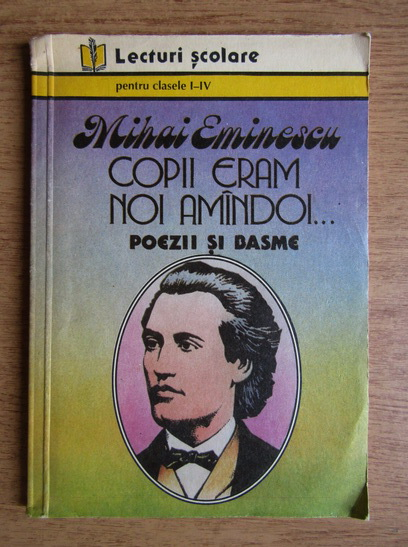 Lecturi școlare
pentru clasele I–IV
Mihai Eminescu
COPII ERAM
NOI AMÎNDOI...
POEZII ȘI BASME